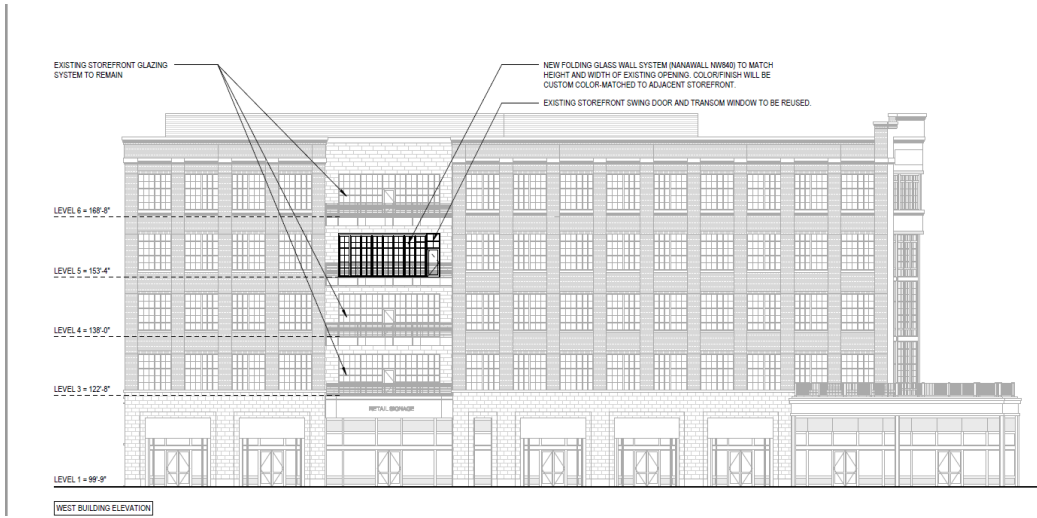 EXISTING STOREFRONT GLAZING
SYSTEM TO REMAIN
NEW FOLDING GLASS WALL SYSTEM (NANAWALL NW840) TO MATCH
HEIGHT AND WIDTH OF EXISTING OPENING. COLOR/FINISH WILL BE
CUSTOM COLOR-MATCHED TO ADJACENT STOREFRONT.
EXISTING STOREFRONT SWING DOOR AND TRANSOM WINDOW TO BE REUSED.
LEVEL 6 = 168'-8"
LEVEL 5 = 153'-4"
LEVEL 4 = 138'-0"
LEVEL 3 = 122'-8"
RETAIL SIGNAGE
LEVEL 1 = 99'-9"
WEST BUILDING ELEVATION